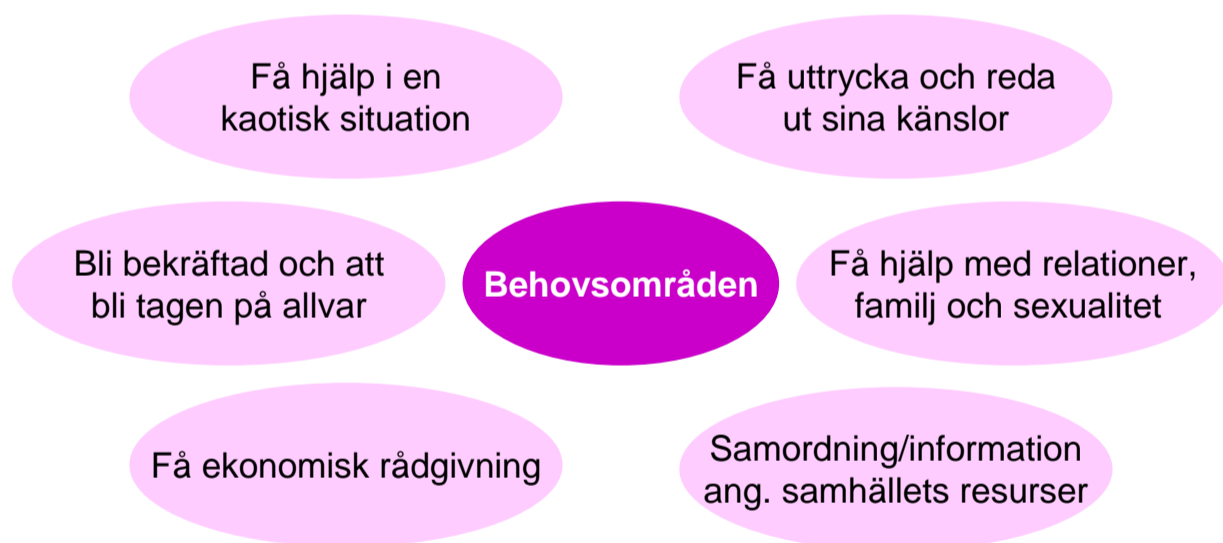 Få hjälp i en
kaotisk situation
Få uttrycka och reda
ut sina känslor
Bli bekräftad och att
bli tagen på allvar
Behovsområden
Få hjälp med relationer,
familj och sexualitet
Få ekonomisk rådgivning
Samordning/information
ang. samhällets resurser